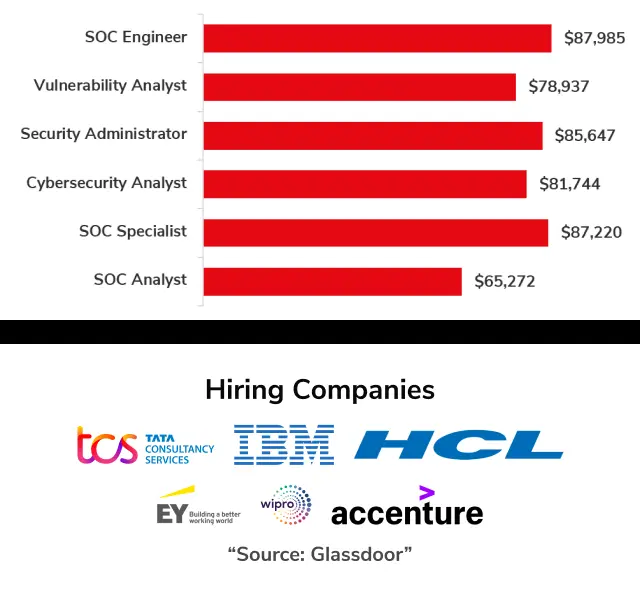 SOC Engineer $87,985
Vulnerability Analyst $78,937
Security Administrator $85,647
Cybersecurity Analyst $81,744
SOC Specialist $87,220
SOC Analyst $65,272
Hiring Companies
tcs TATA
CONSULTANCY
SERVICES
IBM
HCL
EY Building a better
working world
wipro
accenture
“Source: Glassdoor”